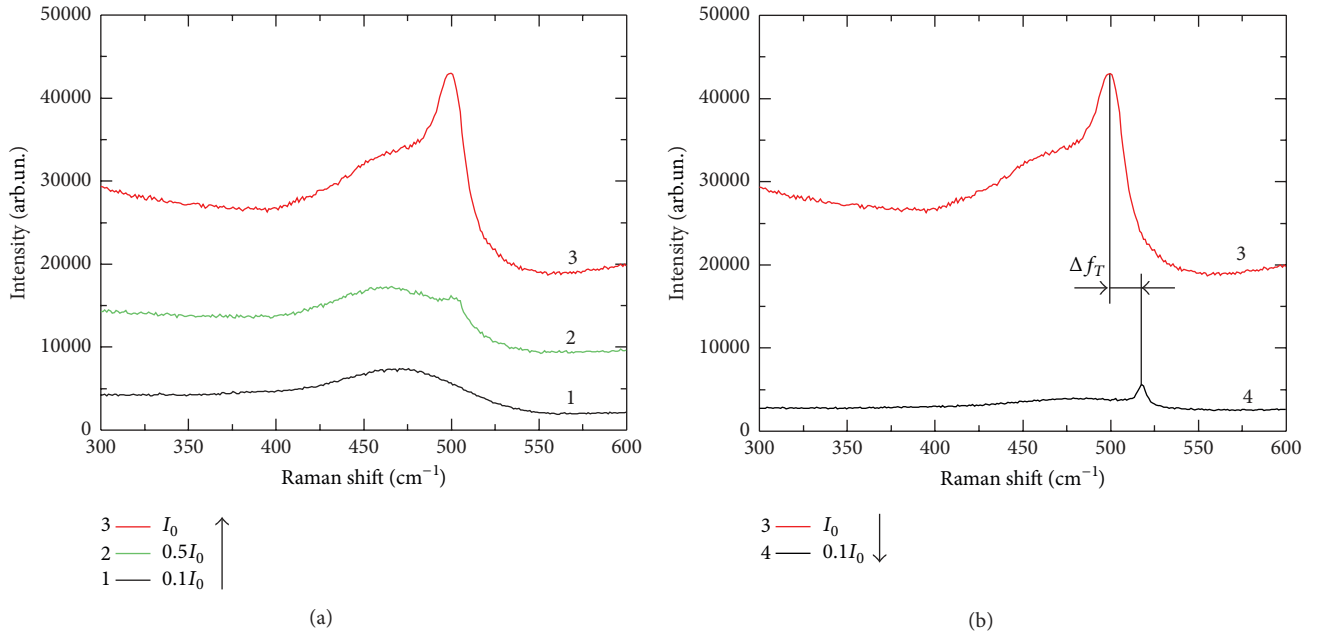 50000
40000
30000
20000
10000
0
Intensity (arb.un.)
3
2
1
300 350 400 450 500 550 600
Raman shift (cm⁻¹)
3 I₀
2 0.5I₀
1 0.1I₀
(a)
50000
40000
30000
20000
10000
0
Intensity (arb.un.)
3
Δf_T
4
300 350 400 450 500 550 600
Raman shift (cm⁻¹)
3 I₀
4 0.1I₀
(b)